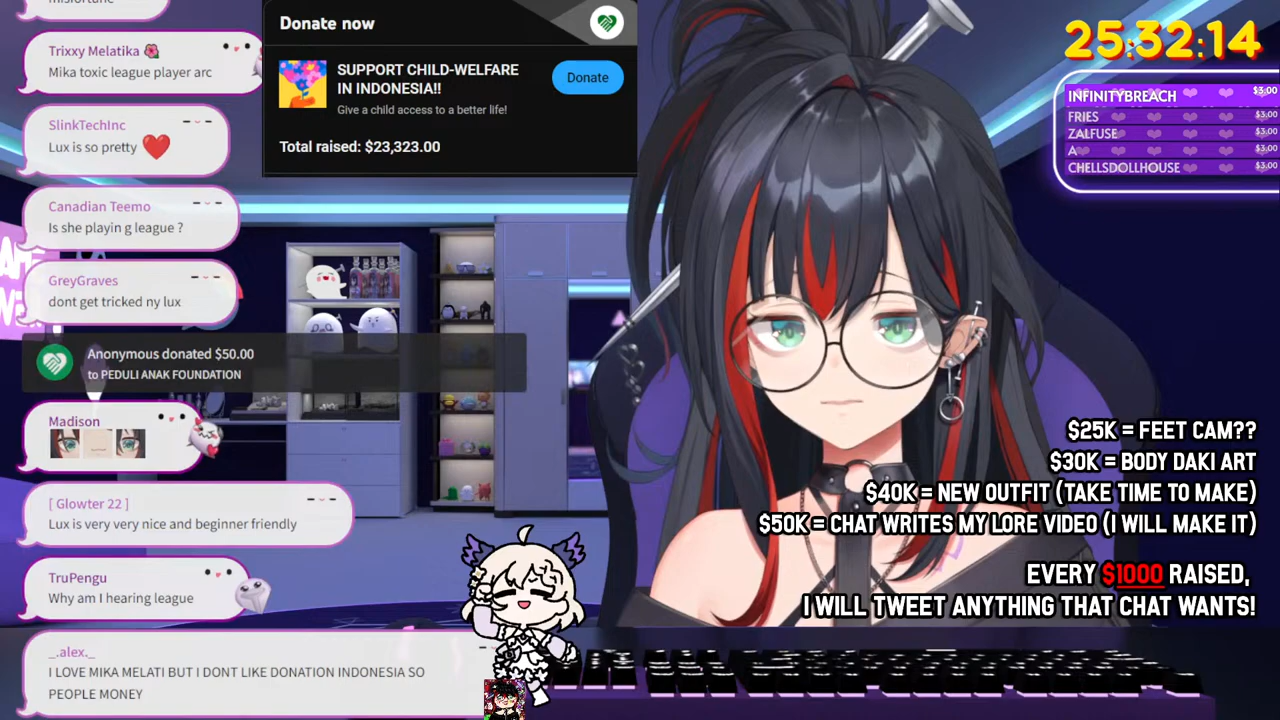 misfortune
Trixxy Melatika 🌺
Mika toxic league player arc
SlinkTechInc
Lux is so pretty ❤️
Canadian Teemo
Is she playin g league ?
GreyGraves
dont get tricked ny lux
Anonymous donated $50.00
to PEDULI ANAK FOUNDATION
Madison
[ Glowter 22 ]
Lux is very very nice and beginner friendly
TruPengu
Why am I hearing league
_.alex._
I LOVE MIKA MELATI BUT I DONT LIKE DONATION INDONESIA SO
PEOPLE MONEY
Donate now
SUPPORT CHILD-WELFARE
IN INDONESIA!!
Give a child access to a better life!
Donate
Total raised: $23,323.00
25:32:14
INFINITYBREACH $3.00
FRIES $3.00
ZALFUSE $3.00
A $3.00
CHELLSDOLLHOUSE $3.00
$25K = FEET CAM??
$30K = BODY DAKI ART
$40K = NEW OUTFIT (TAKE TIME TO MAKE)
$50K = CHAT WRITES MY LORE VIDEO (I WILL MAKE IT)
EVERY $1000 RAISED,
I WILL TWEET ANYTHING THAT CHAT WANTS!